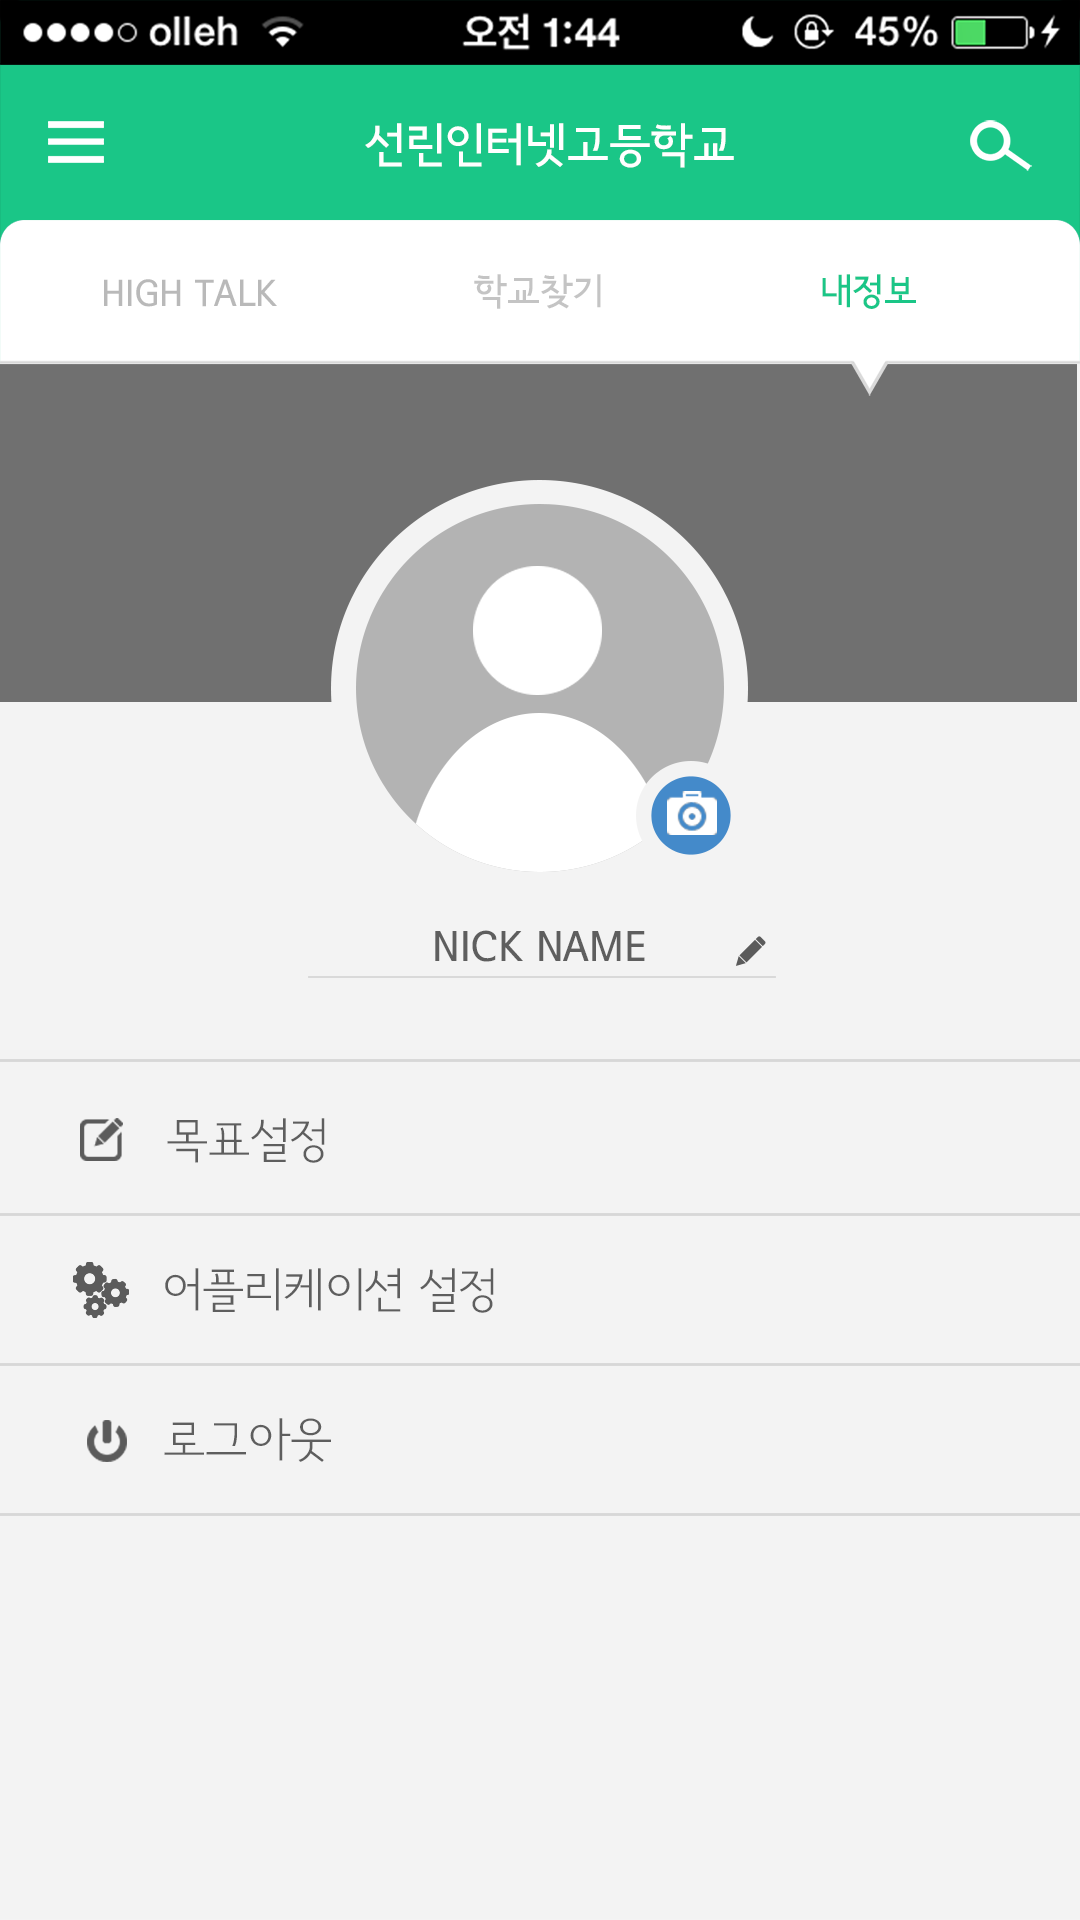 olleh 오전 1:44 45%
선린인터넷고등학교
HIGH TALK 학교찾기 내정보
NICK NAME
목표설정
어플리케이션 설정
로그아웃